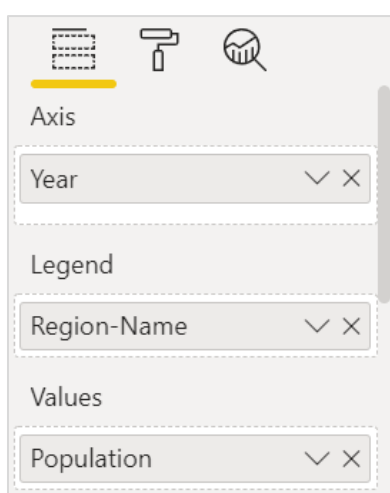 Axis
Year
Legend
Region-Name
Values
Population